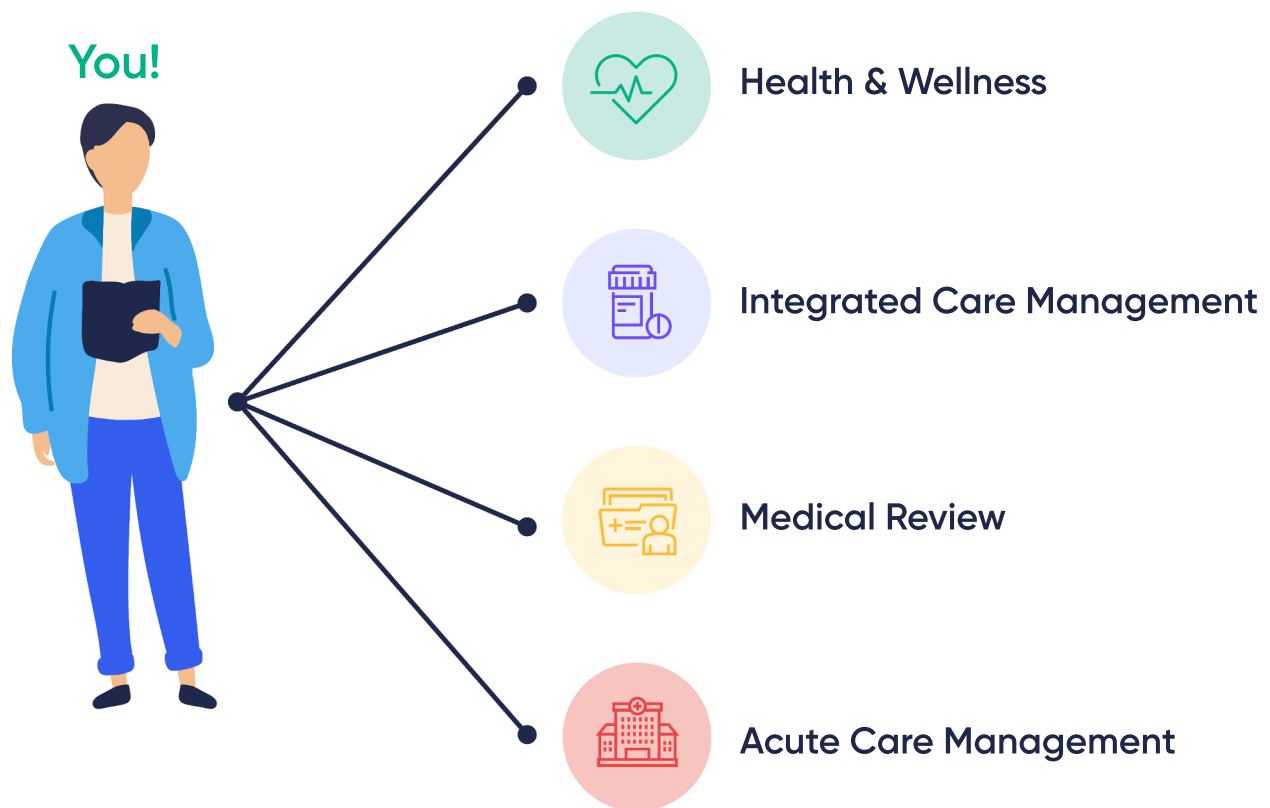 You!
Health & Wellness
Integrated Care Management
Medical Review
Acute Care Management